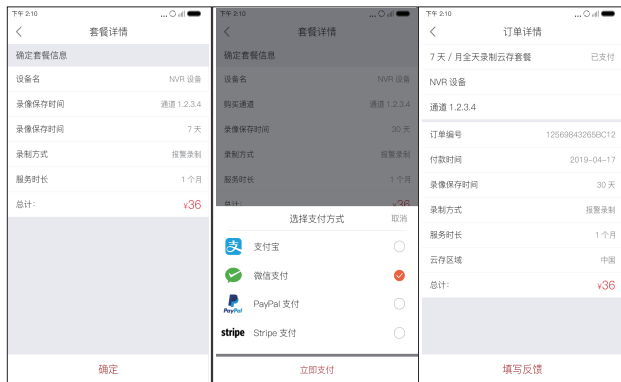 下午 2:10
套餐详情
确定套餐信息
设备名 NVR 设备
录像保存时间 通道 1.2.3.4
录像保存时间 7 天
录制方式 报警录制
服务时长 1 个月
总计: ¥36
确定
下午 2:10
套餐详情
确定套餐信息
设备名 NVR 设备
购买通道 通道 1.2.3.4
录像保存时间 30 天
录制方式 报警录制
服务时长 1 个月
总计: ¥36
选择支付方式 取消
支 支付宝
微信支付
PayPal PayPal 支付
stripe Stripe 支付
立即支付
下午 2:10
订单详情
7 天 / 月全天录制云存套餐 已支付
NVR 设备
通道 1.2.3.4
订单编号 12569843265BC12
付款时间 2019-04-17
录像保存时间 30 天
录制方式 报警录制
服务时长 1 个月
云存区域 中国
总计: ¥36
填写反馈